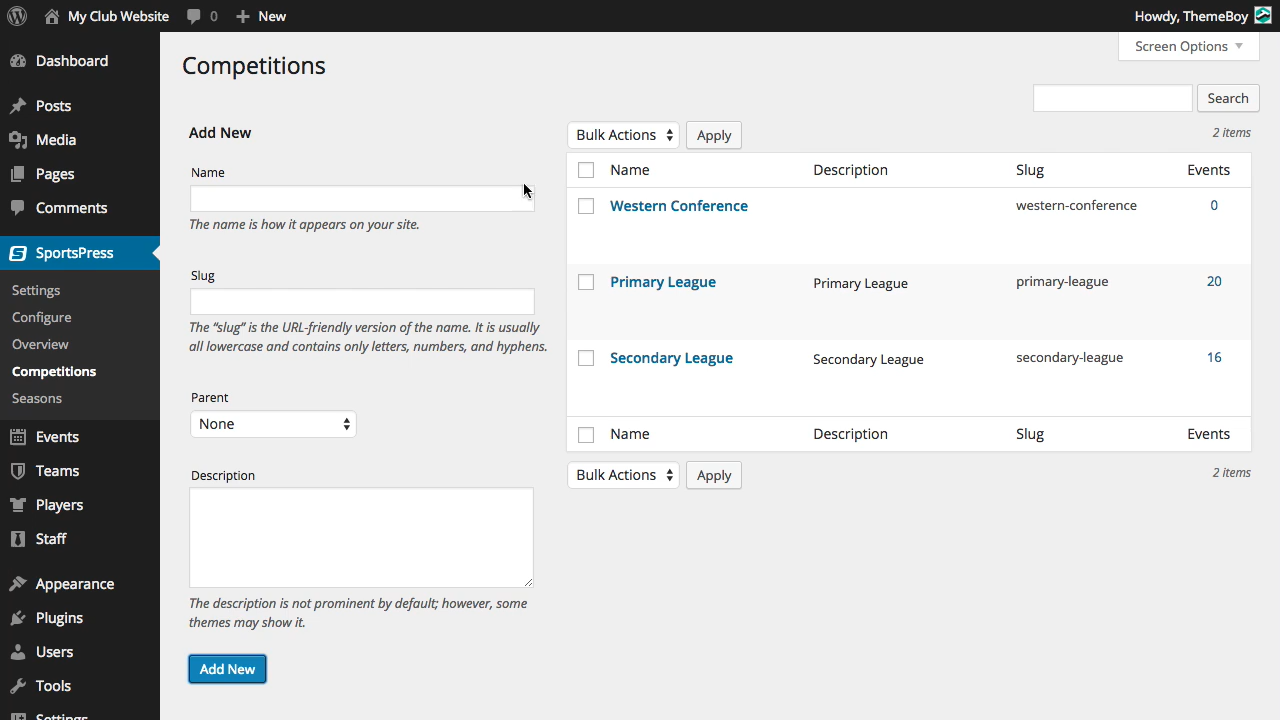 My Club Website 0 New Howdy, ThemeBoy
Screen Options
Dashboard
Posts
Media
Pages
Comments
SportsPress
Settings
Configure
Overview
Competitions
Seasons
Events
Teams
Players
Staff
Appearance
Plugins
Users
Tools
Settings
Competitions
Search
Add New
Name
The name is how it appears on your site.
Slug
The “slug” is the URL-friendly version of the name. It is usually
all lowercase and contains only letters, numbers, and hyphens.
Parent
None
Description
The description is not prominent by default; however, some
themes may show it.
Add New
Bulk Actions Apply 2 items
Name Description Slug Events
Western Conference western-conference 0
Primary League Primary League primary-league 20
Secondary League Secondary League secondary-league 16
Name Description Slug Events
Bulk Actions Apply 2 items